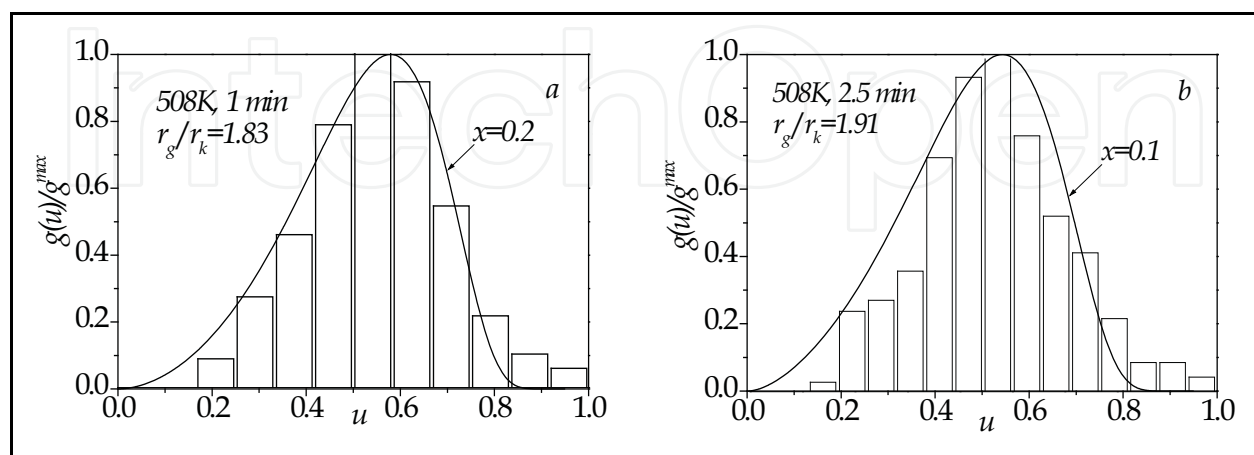 IntechOpen
a
508K, 1 min
r_g/r_k=1.83
x=0.2
g(u)/g^max
1.0
0.8
0.6
0.4
0.2
0.0
0.0 0.2 0.4 0.6 0.8 1.0
u
b
508K, 2.5 min
r_g/r_k=1.91
x=0.1
g(u)/g^max
1.0
0.8
0.6
0.4
0.2
0.0
0.0 0.2 0.4 0.6 0.8 1.0
u